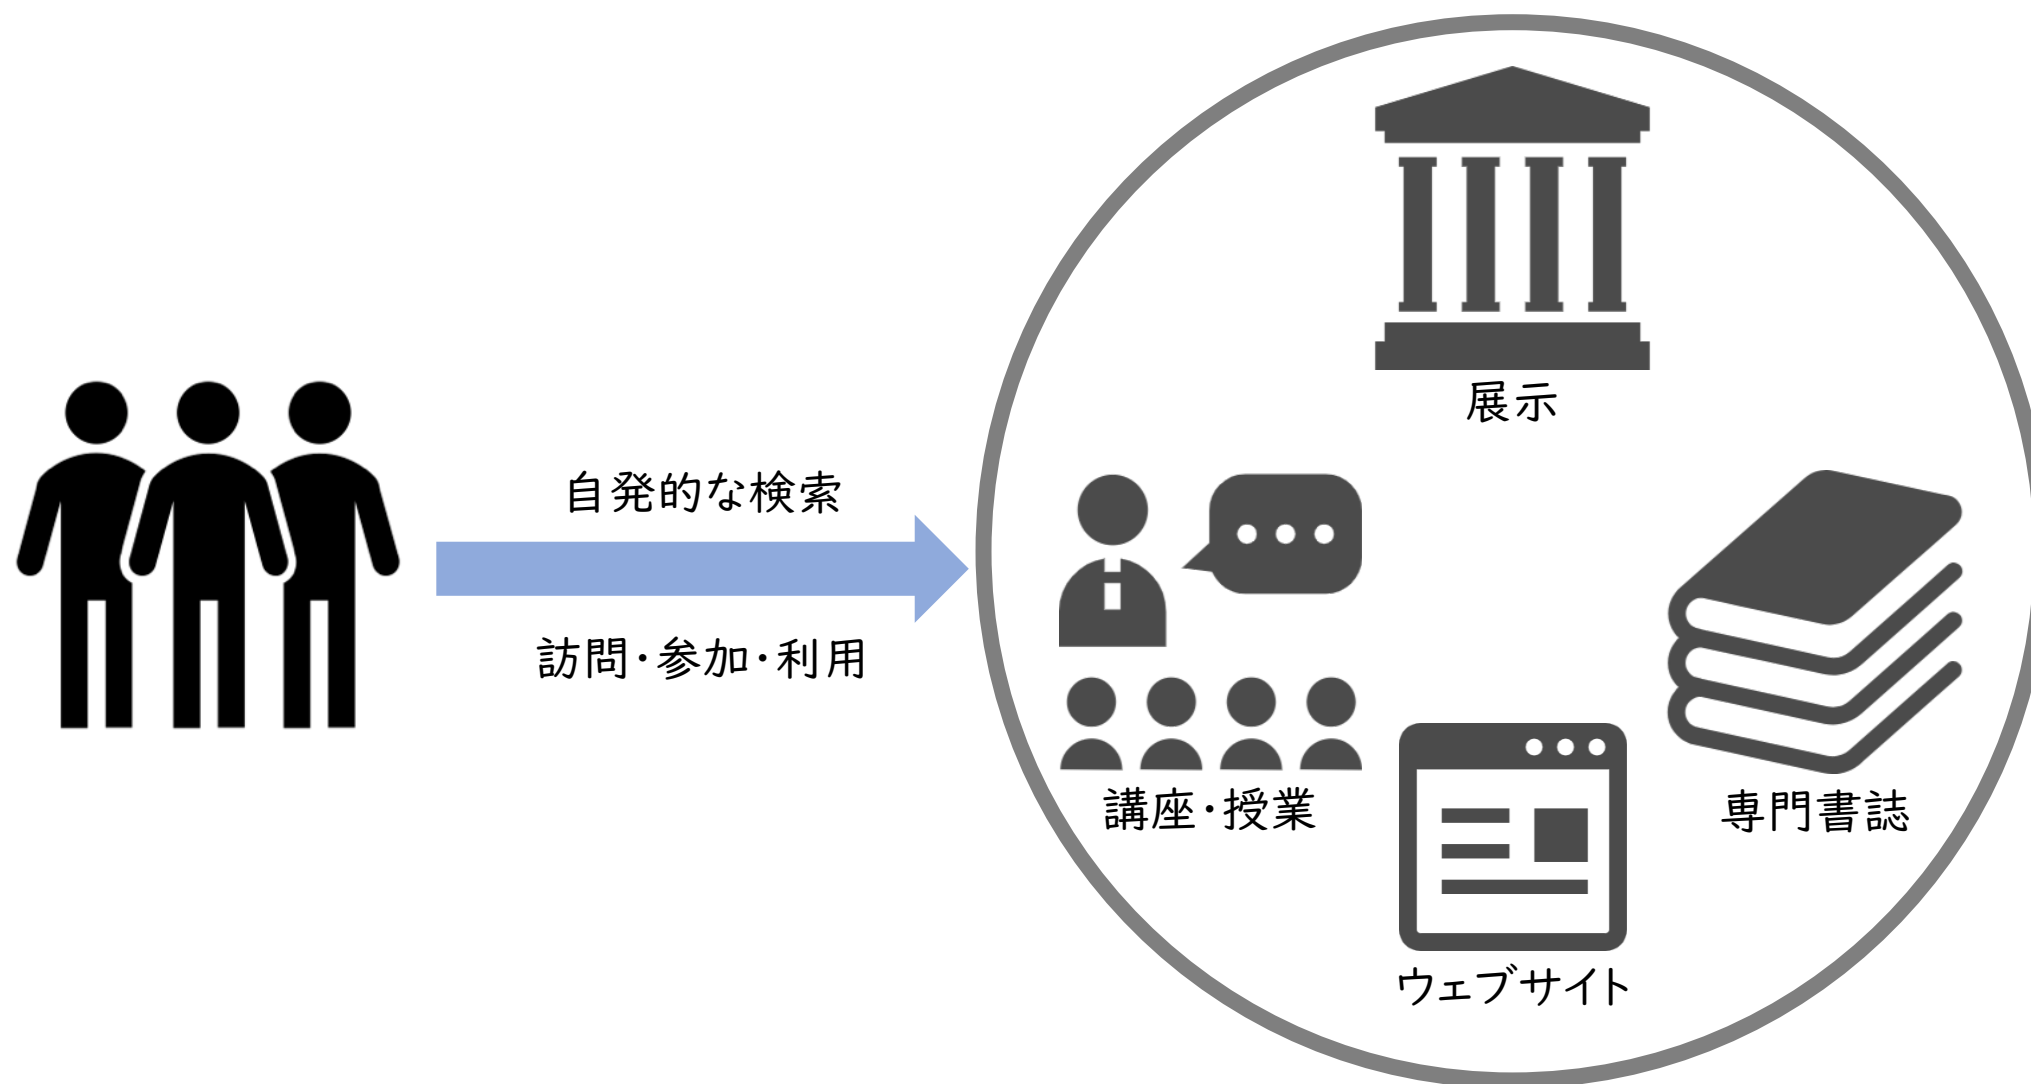 展示
自発的な検索
訪問・参加・利用
講座・授業
専門書誌
ウェブサイト